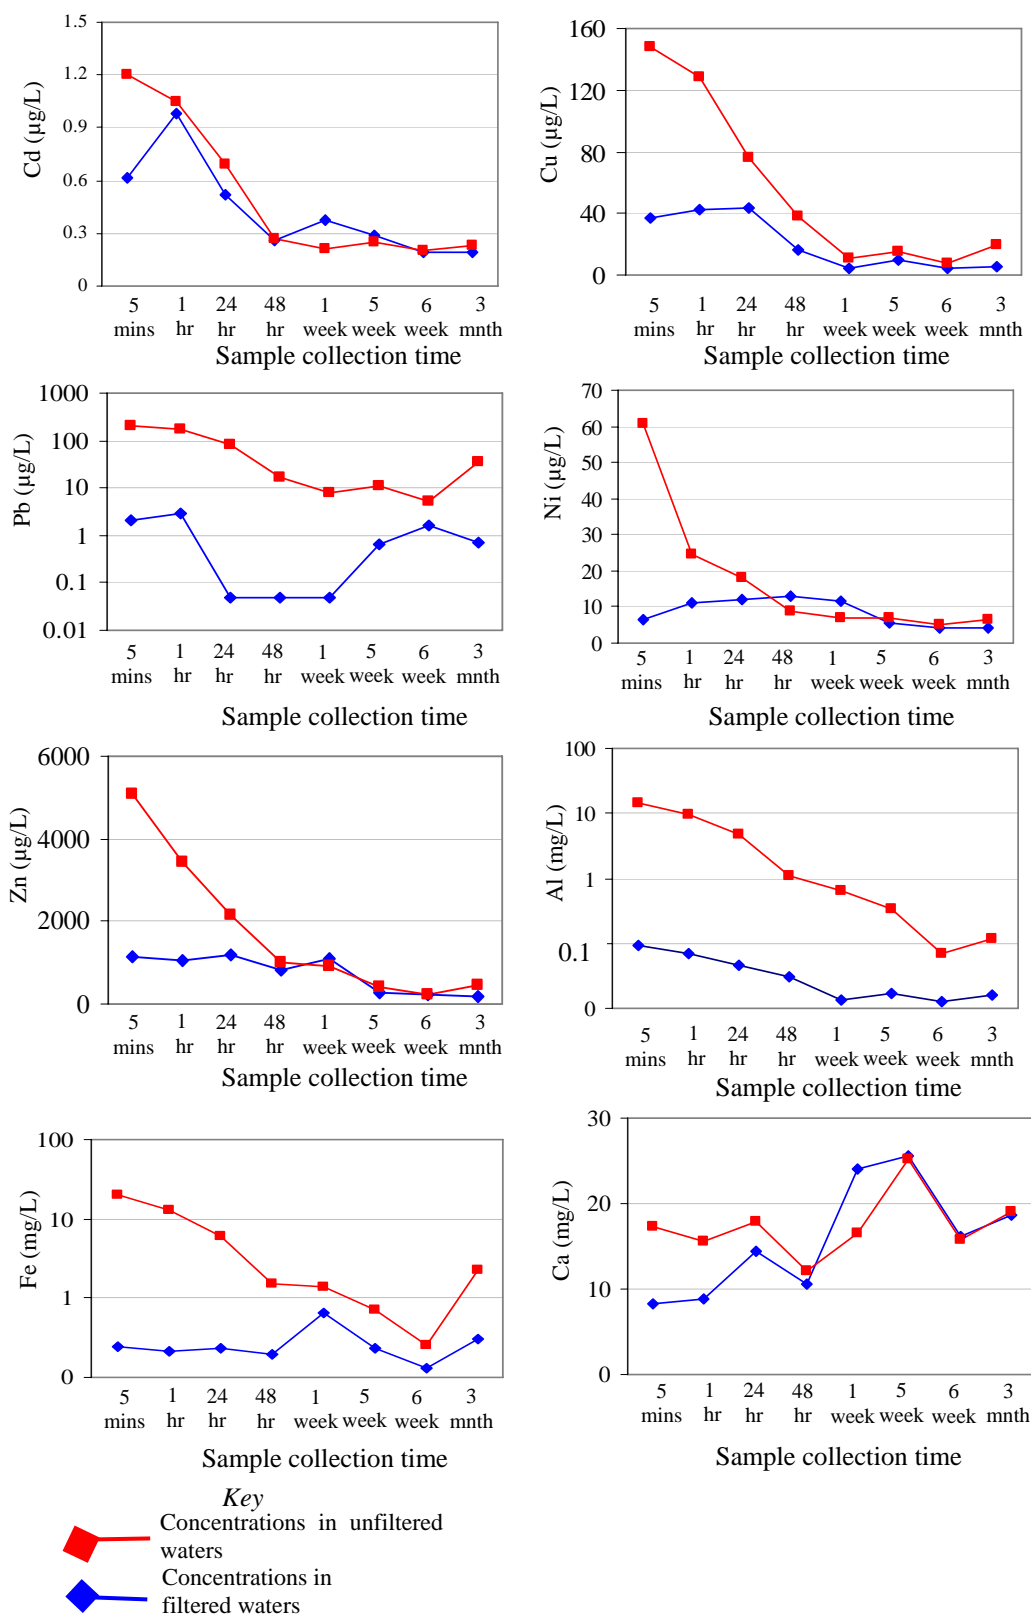 Cd (µg/L)
1.5
1.2
0.9
0.6
0.3
0
5 1 24 48 1 5 6 3
mins hr hr hr week week week mnth
Sample collection time
Cu (µg/L)
160
120
80
40
0
5 1 24 48 1 5 6 3
mins hr hr hr week week week mnth
Sample collection time
Pb (µg/L)
1000
100
10
1
0.1
0.01
5 1 24 48 1 5 6 3
mins hr hr hr week week week mnth
Sample collection time
Ni (µg/L)
70
60
50
40
30
20
10
0
5 1 24 48 1 5 6 3
mins hr hr hr week week week mnth
Sample collection time
Zn (µg/L)
6000
4000
2000
0
5 1 24 48 1 5 6 3
mins hr hr hr week week week mnth
Sample collection time
Al (mg/L)
100
10
1
0.1
0
5 1 24 48 1 5 6 3
mins hr hr hr week week week mnth
Sample collection time
Fe (mg/L)
100
10
1
0
5 1 24 48 1 5 6 3
mins hr hr hr week week week mnth
Sample collection time
Ca (mg/L)
30
20
10
0
5 1 24 48 1 5 6 3
mins hr hr hr week week week mnth
Sample collection time
Key
Concentrations in unfiltered
waters
Concentrations in
filtered waters